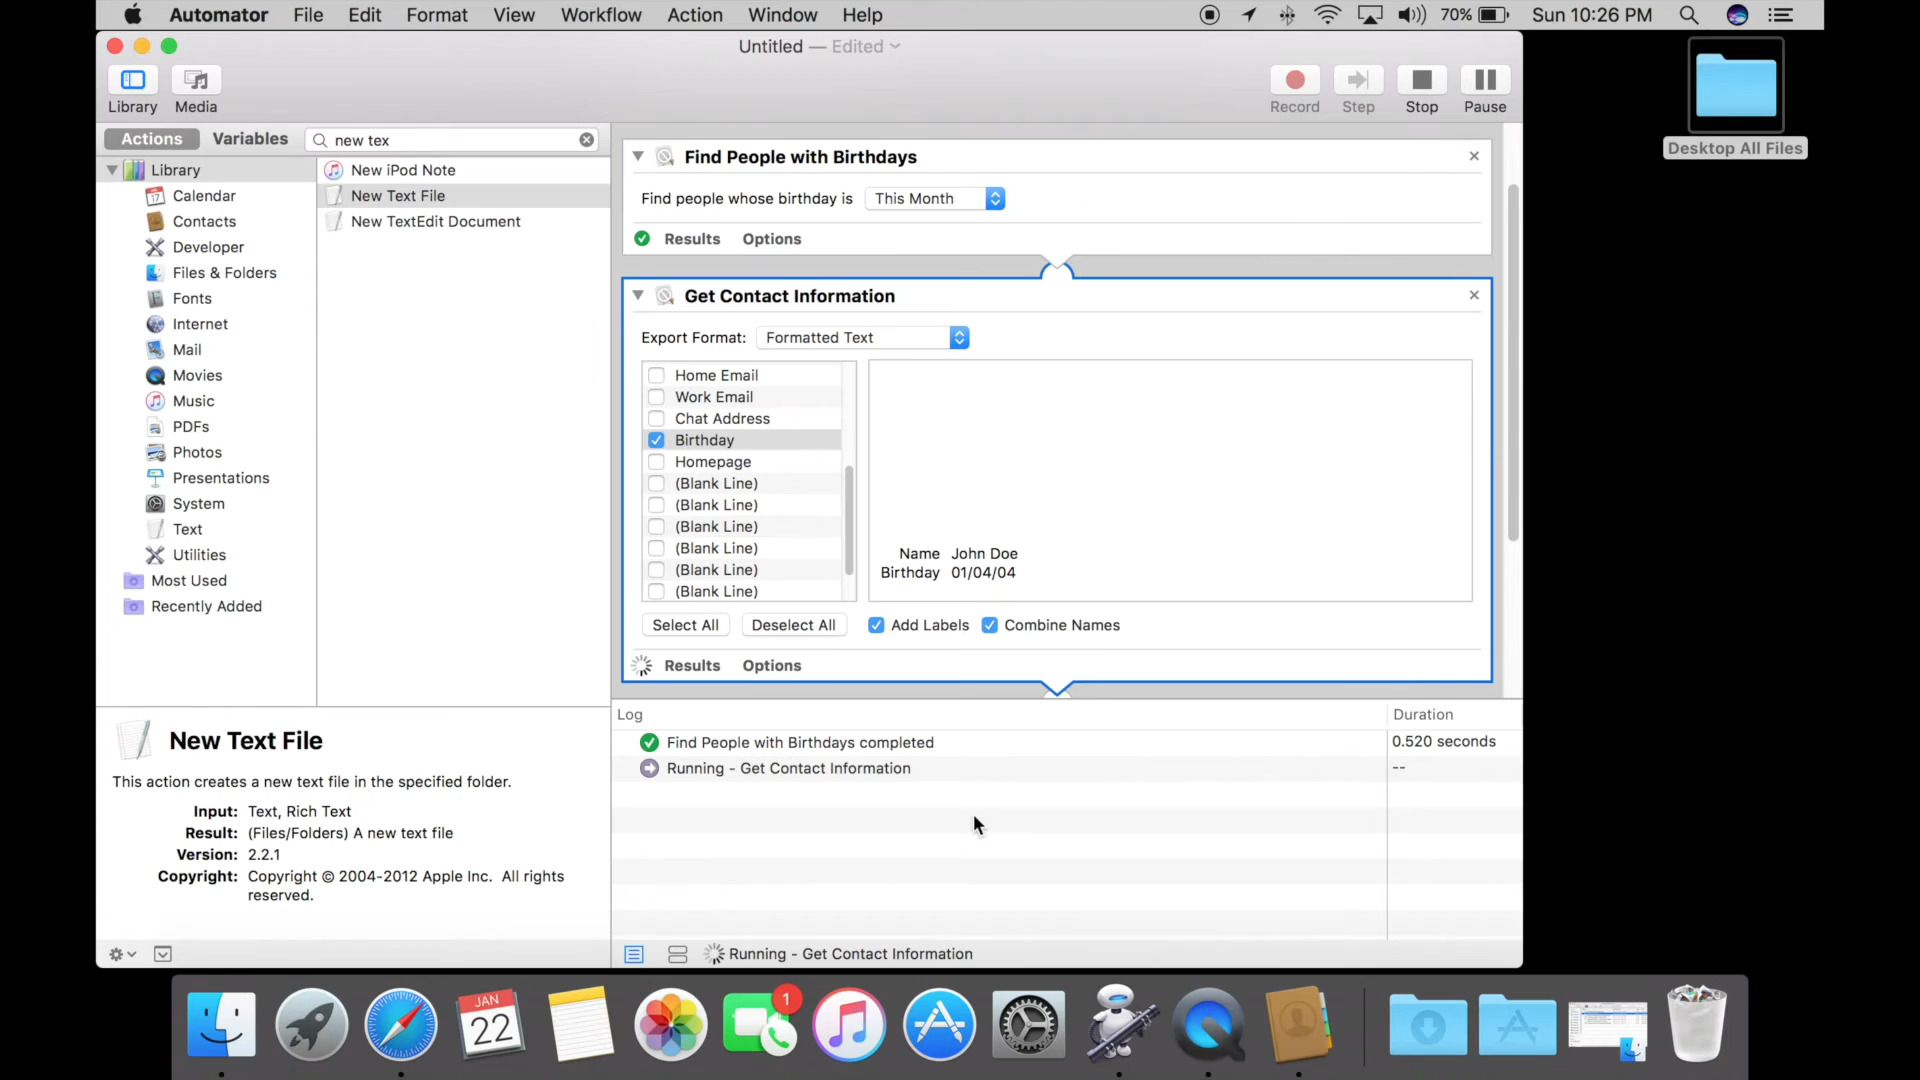 Automator File Edit Format View Workflow Action Window Help 70% Sun 10:26 PM
Untitled — Edited
Library Media Record Step Stop Pause
Desktop All Files
Actions Variables new tex
Library
Calendar
Contacts
Developer
Files & Folders
Fonts
Internet
Mail
Movies
Music
PDFs
Photos
Presentations
System
Text
Utilities
Most Used
Recently Added
New iPod Note
New Text File
New TextEdit Document
Find People with Birthdays
Find people whose birthday is This Month
Results Options
Get Contact Information
Export Format: Formatted Text
Home Email
Work Email
Chat Address
Birthday
Homepage
(Blank Line)
(Blank Line)
(Blank Line)
(Blank Line)
(Blank Line)
(Blank Line)
Name John Doe
Birthday 01/04/04
Select All Deselect All Add Labels Combine Names
Results Options
New Text File
This action creates a new text file in the specified folder.
Input: Text, Rich Text
Result: (Files/Folders) A new text file
Version: 2.2.1
Copyright: Copyright © 2004-2012 Apple Inc. All rights
reserved.
Log Duration
Find People with Birthdays completed 0.520 seconds
Running - Get Contact Information --
Running - Get Contact Information
JAN
22
1